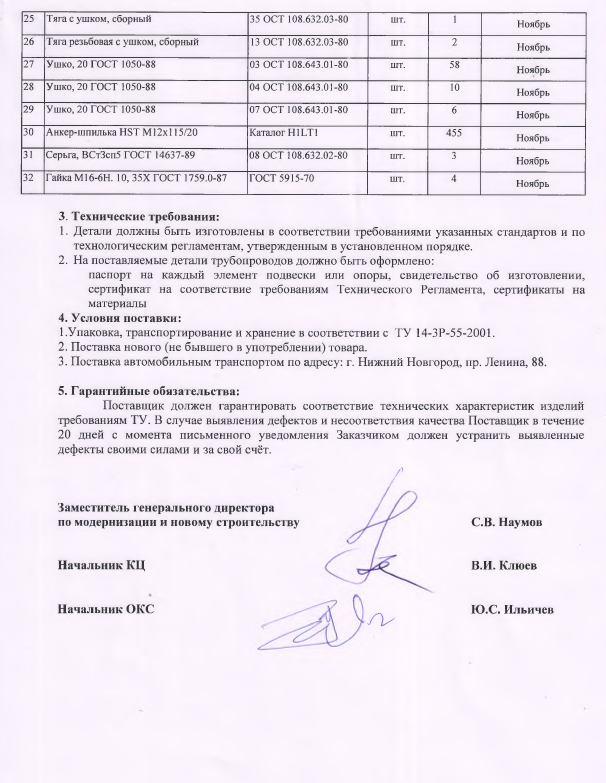 25 Тяга с ушком, сборный 35 ОСТ 108.632.03-80 шт. 1 Ноябрь
26 Тяга резьбовая с ушком, сборный 13 ОСТ 108.632.03-80 шт. 2 Ноябрь
27 Ушко, 20 ГОСТ 1050-88 03 ОСТ 108.643.01-80 шт. 58 Ноябрь
28 Ушко, 20 ГОСТ 1050-88 04 ОСТ 108.643.01-80 шт. 10 Ноябрь
29 Ушко, 20 ГОСТ 1050-88 07 ОСТ 108.643.01-80 шт. 6 Ноябрь
30 Анкер-шпилька HST М12х115/20 Каталог H1LT1 шт. 455 Ноябрь
31 Серьга, ВСт3сп5 ГОСТ 14637-89 08 ОСТ 108.632.02-80 шт. 3 Ноябрь
32 Гайка М16-6Н. 10, 35Х ГОСТ 1759.0-87 ГОСТ 5915-70 шт. 4 Ноябрь
3. Технические требования:
1. Детали должны быть изготовлены в соответствии требованиями указанных стандартов и по
технологическим регламентам, утвержденным в установленном порядке.
2. На поставляемые детали трубопроводов должно быть оформлено:
паспорт на каждый элемент подвески или опоры, свидетельство об изготовлении,
сертификат на соответствие требованиям Технического Регламента, сертификаты на
материалы
4. Условия поставки:
1.Упаковка, транспортирование и хранение в соответствии с ТУ 14-3Р-55-2001.
2. Поставка нового (не бывшего в употреблении) товара.
3. Поставка автомобильным транспортом по адресу: г. Нижний Новгород, пр. Ленина, 88.
5. Гарантийные обязательства:
Поставщик должен гарантировать соответствие технических характеристик изделий
требованиям ТУ. В случае выявления дефектов и несоответствия качества Поставщик в течение
20 дней с момента письменного уведомления Заказчиком должен устранить выявленные
дефекты своими силами и за свой счёт.
Заместитель генерального директора
по модернизации и новому строительству С.В. Наумов
Начальник КЦ В.И. Клюев
Начальник ОКС Ю.С. Ильичев